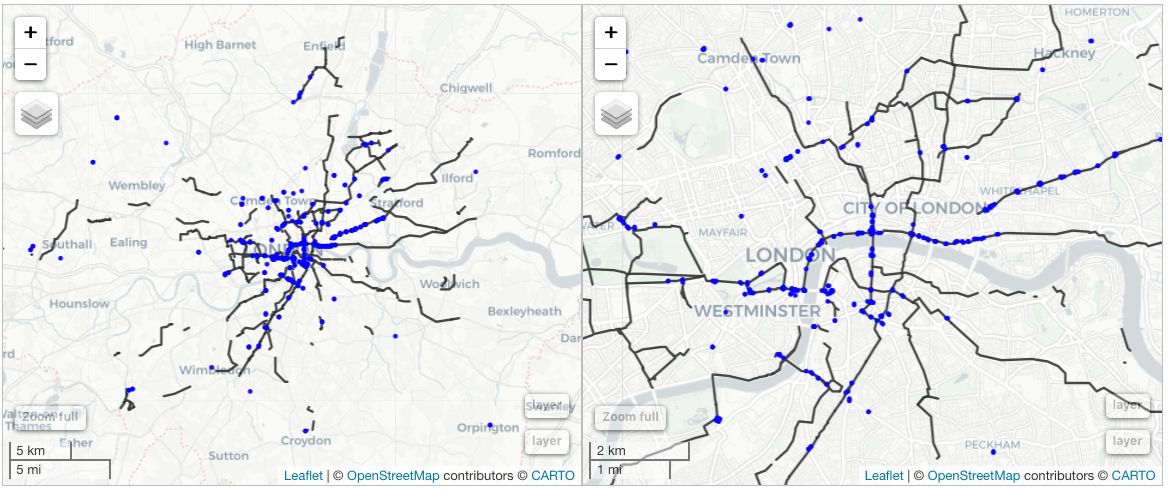 +
−
tford
High Barnet
Enfield
Chigwell
Romford
Wembley
Camden Town
Ilford
Stratford
Southall
Ealing
Hounslow
Woolwich
Bexleyheath
Wimbledon
Zoom full
Thames
Esher
Croydon
Sutton
Orpington
layer
layer
5 km
5 mi
Leaflet | © OpenStreetMap contributors © CARTO
+
−
HOMERTON
Camden Town
Hackney
WHITECHAPEL
CITY OF LONDON
MAYFAIR
LONDON
WESTMINSTER
Zoom full
PECKHAM
layer
layer
2 km
1 mi
Leaflet | © OpenStreetMap contributors © CARTO